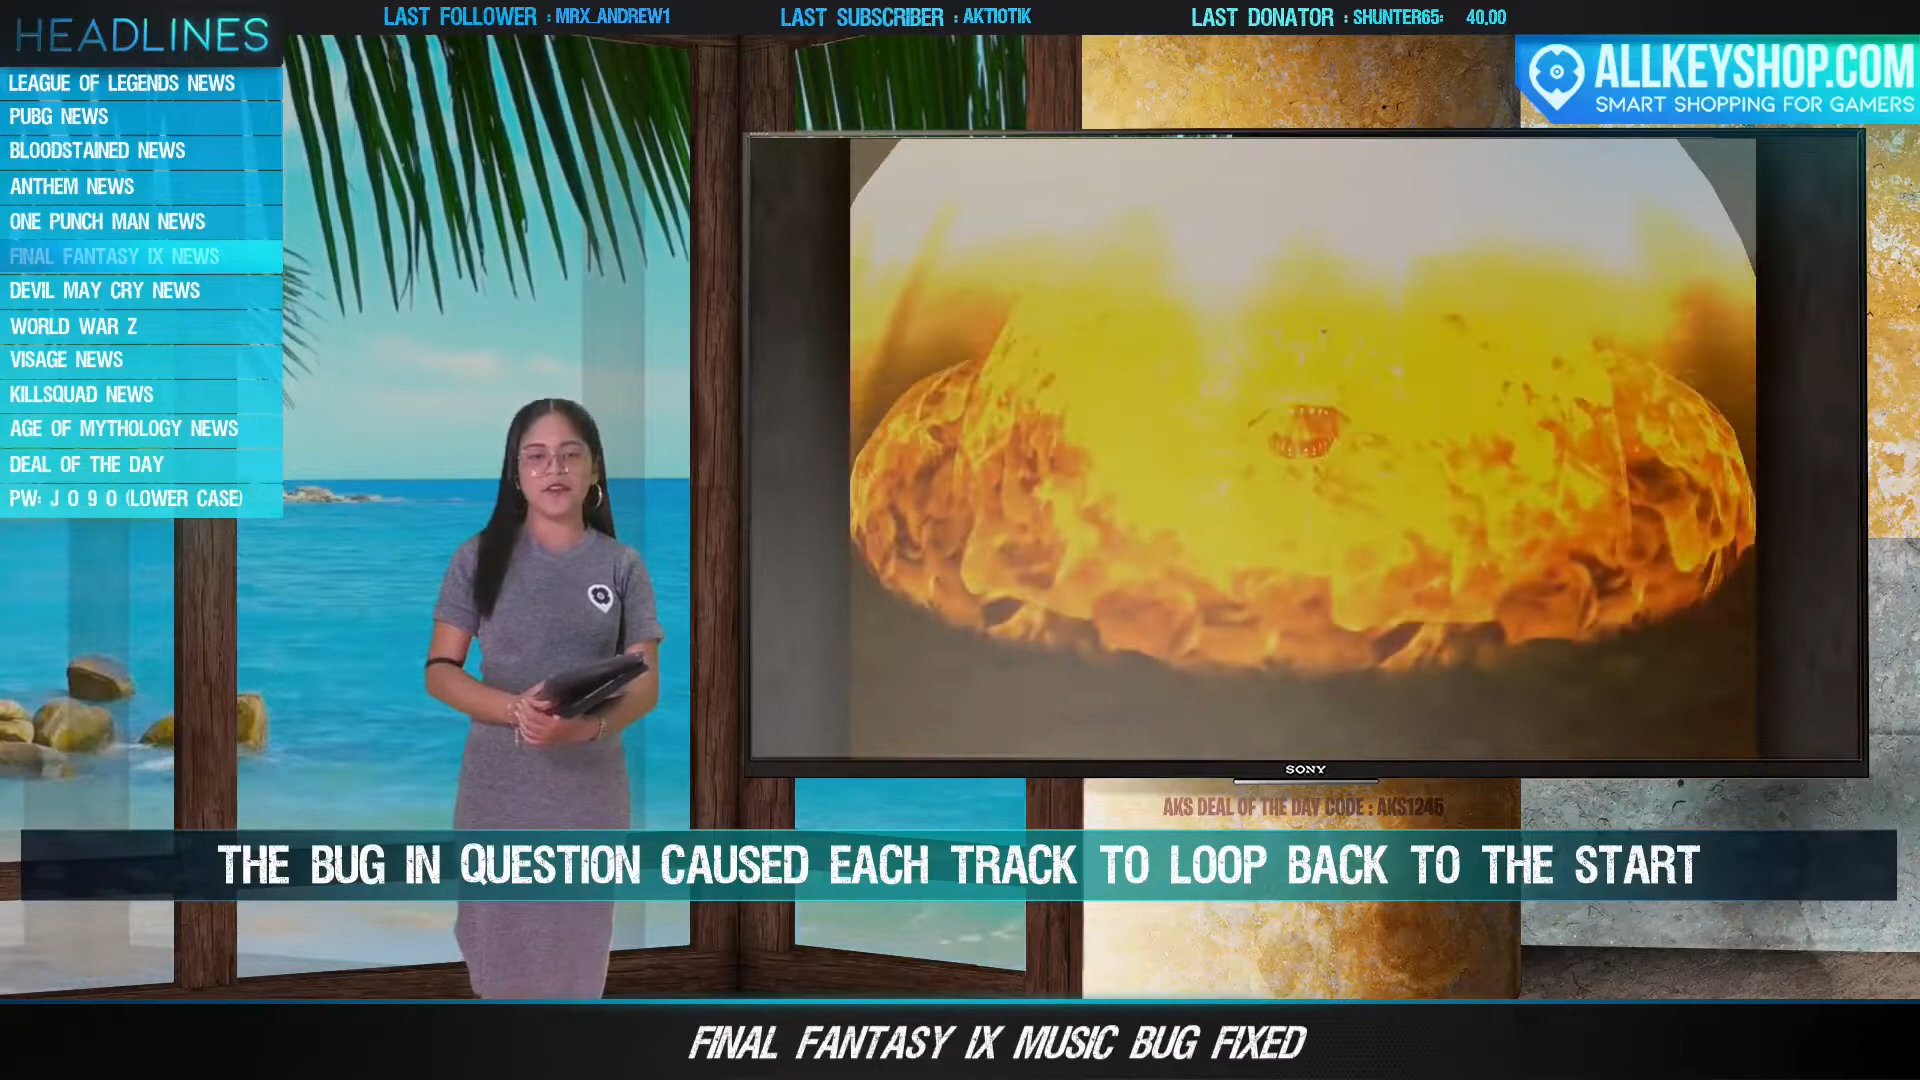 HEADLINES
LAST FOLLOWER : MRX_ANDREW1
LAST SUBSCRIBER : AKTIOTIK
LAST DONATOR : SHUNTER65: 40.00
ALLKEYSHOP.COM
SMART SHOPPING FOR GAMERS
LEAGUE OF LEGENDS NEWS
PUBG NEWS
BLOODSTAINED NEWS
ANTHEM NEWS
ONE PUNCH MAN NEWS
FINAL FANTASY IX NEWS
DEVIL MAY CRY NEWS
WORLD WAR Z
VISAGE NEWS
KILLSQUAD NEWS
AGE OF MYTHOLOGY NEWS
DEAL OF THE DAY
PW: J 0 9 0 (LOWER CASE)
SONY
AKS DEAL OF THE DAY CODE : AKS1245
THE BUG IN QUESTION CAUSED EACH TRACK TO LOOP BACK TO THE START
FINAL FANTASY IX MUSIC BUG FIXED